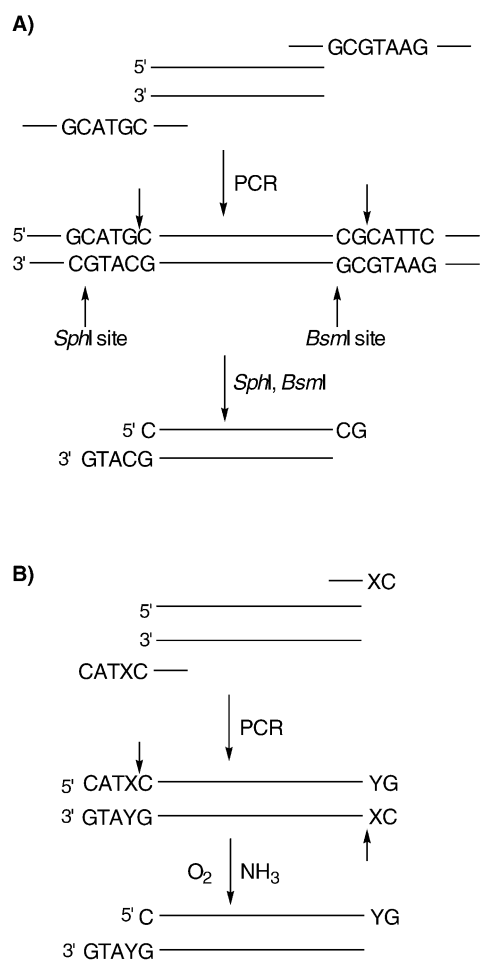 A)
GCGTAAG
5'
3'
GCATGC
PCR
5' GCATGC CGCATTC
3' CGTACG GCGTAAG
SphI site BsmI site
SphI, BsmI
5' C CG
3' GTACG
B)
XC
5'
3'
CATXC
PCR
5' CATXC YG
3' GTAYG XC
O2 NH3
5' C YG
3' GTAYG